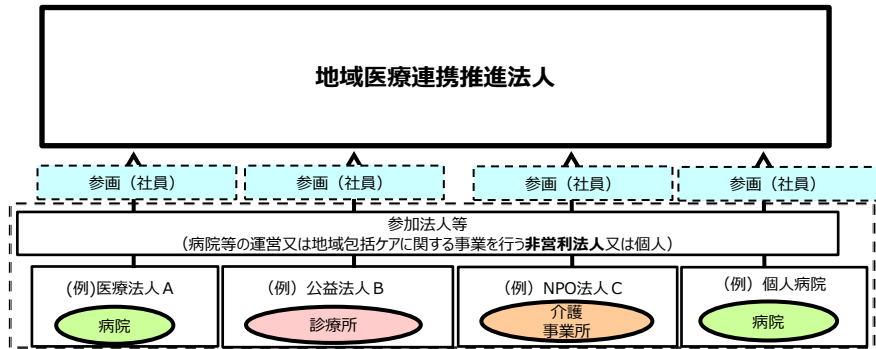 地域医療連携推進法人
参画（社員） 参画（社員） 参画（社員） 参画（社員）
参加法人等
（病院等の運営又は地域包括ケアに関する事業を行う非営利法人又は個人）
(例)医療法人Ａ （例）公益法人Ｂ （例）NPO法人Ｃ （例）個人病院
病院 診療所 介護 病院
事業所